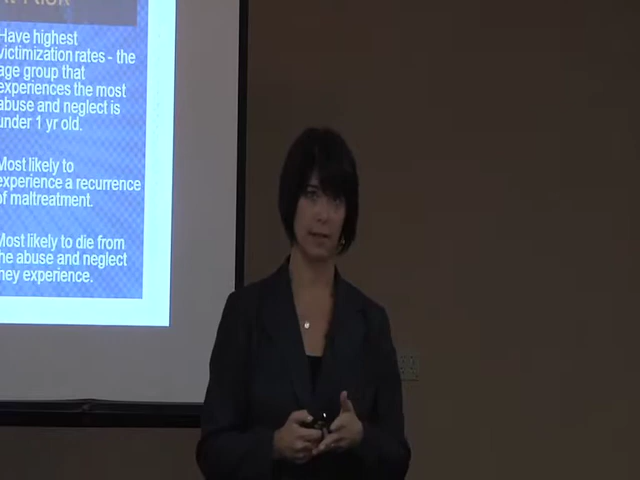 Have highest
victimization rates - the
age group that
experiences the most
abuse and neglect is
under 1 yr old.
Most likely to
experience a recurrence
of maltreatment.
Most likely to die from
the abuse and neglect
they experience.